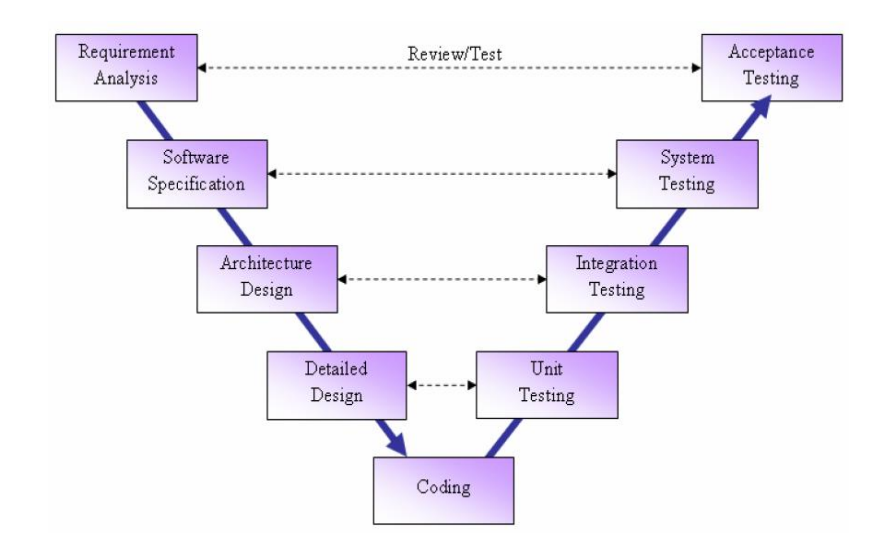 Requirement
Analysis
Review/Test
Acceptance
Testing
Software
Specification
System
Testing
Architecture
Design
Integration
Testing
Detailed
Design
Unit
Testing
Coding